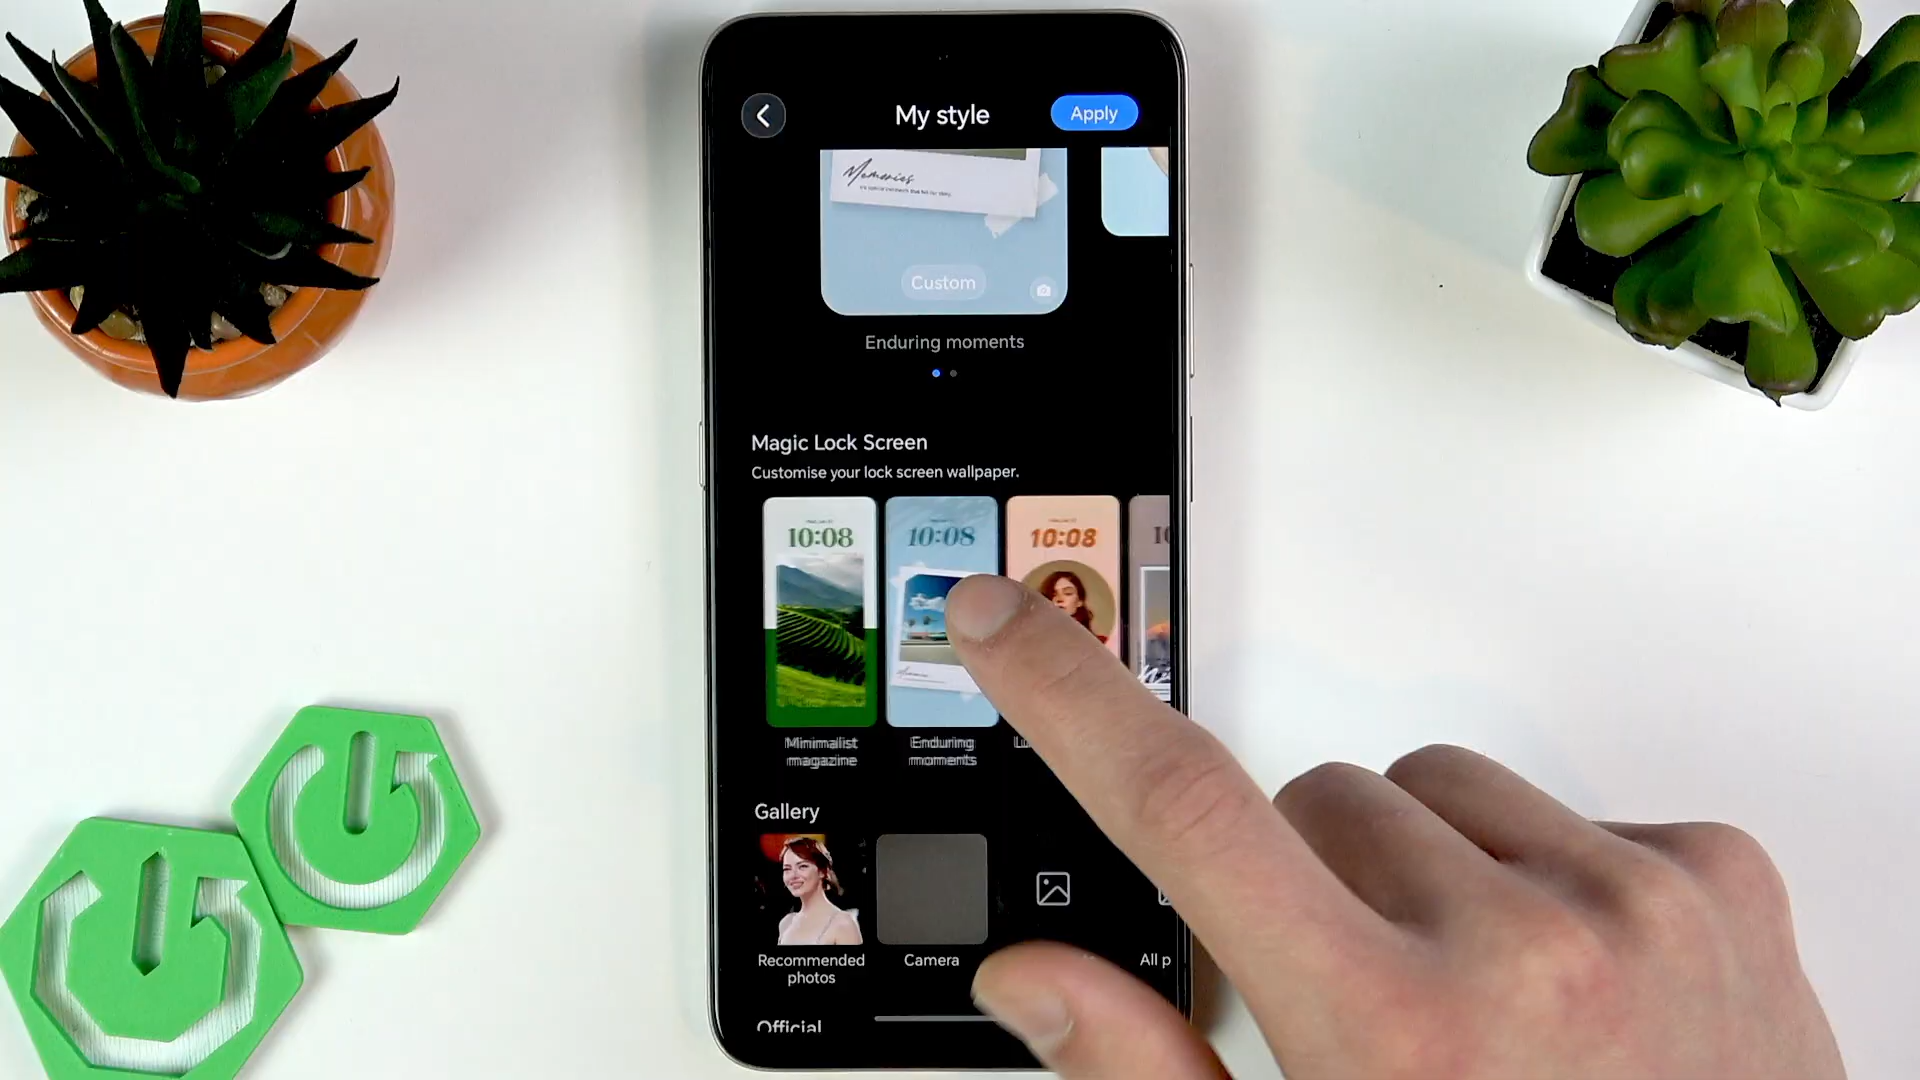 My style
Apply
Memories
Custom
Enduring moments
Magic Lock Screen
Customise your lock screen wallpaper.
10:08
10:08
10:08
Minimalist
magazine
Enduring
moments
Gallery
Recommended
photos
Camera
All p
Official